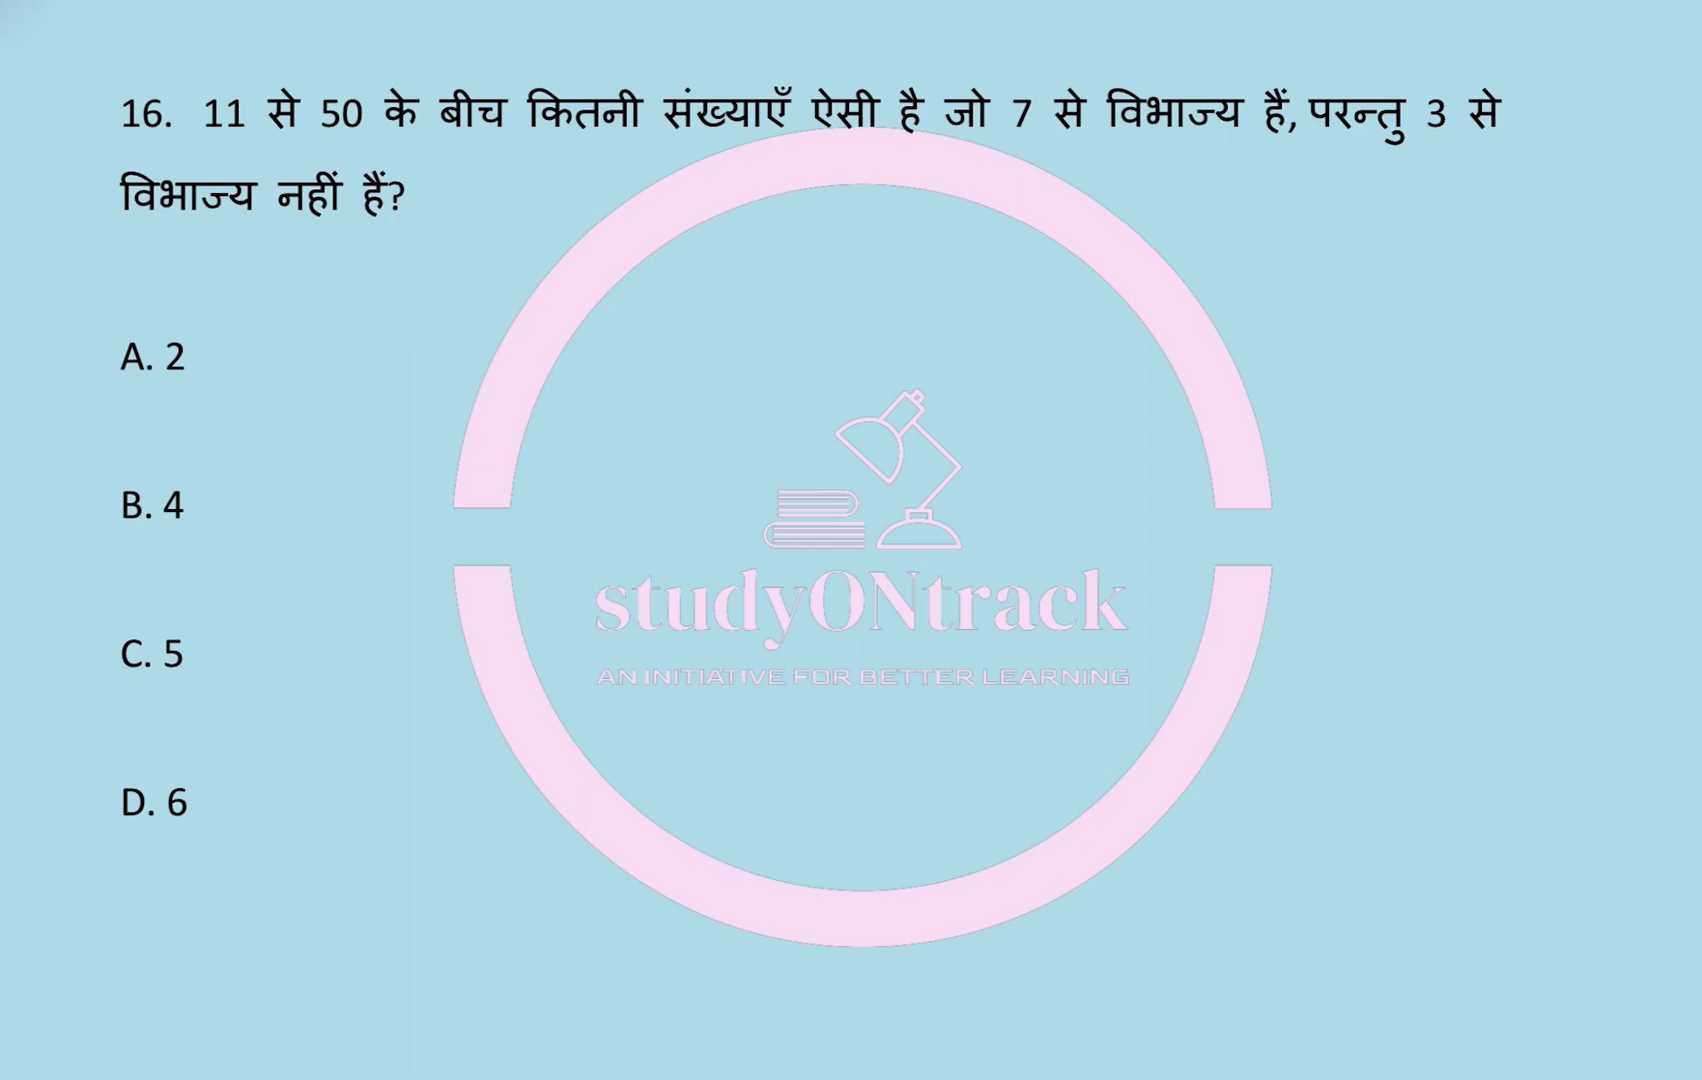 16. 11 से 50 के बीच कितनी संख्याएँ ऐसी है जो 7 से विभाज्य हैं, परन्तु 3 से
विभाज्य नहीं हैं?
A. 2
B. 4
C. 5
D. 6
studyONtrack
AN INITIATIVE FOR BETTER LEARNING